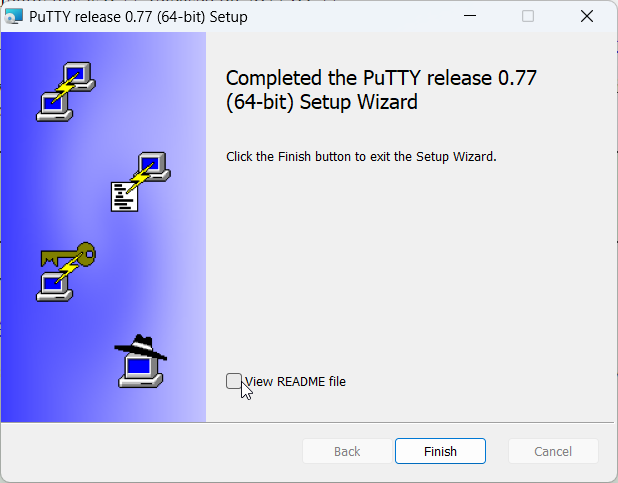 PuTTY release 0.77 (64-bit) Setup
Completed the PuTTY release 0.77
(64-bit) Setup Wizard
Click the Finish button to exit the Setup Wizard.
View README file
Back
Finish
Cancel